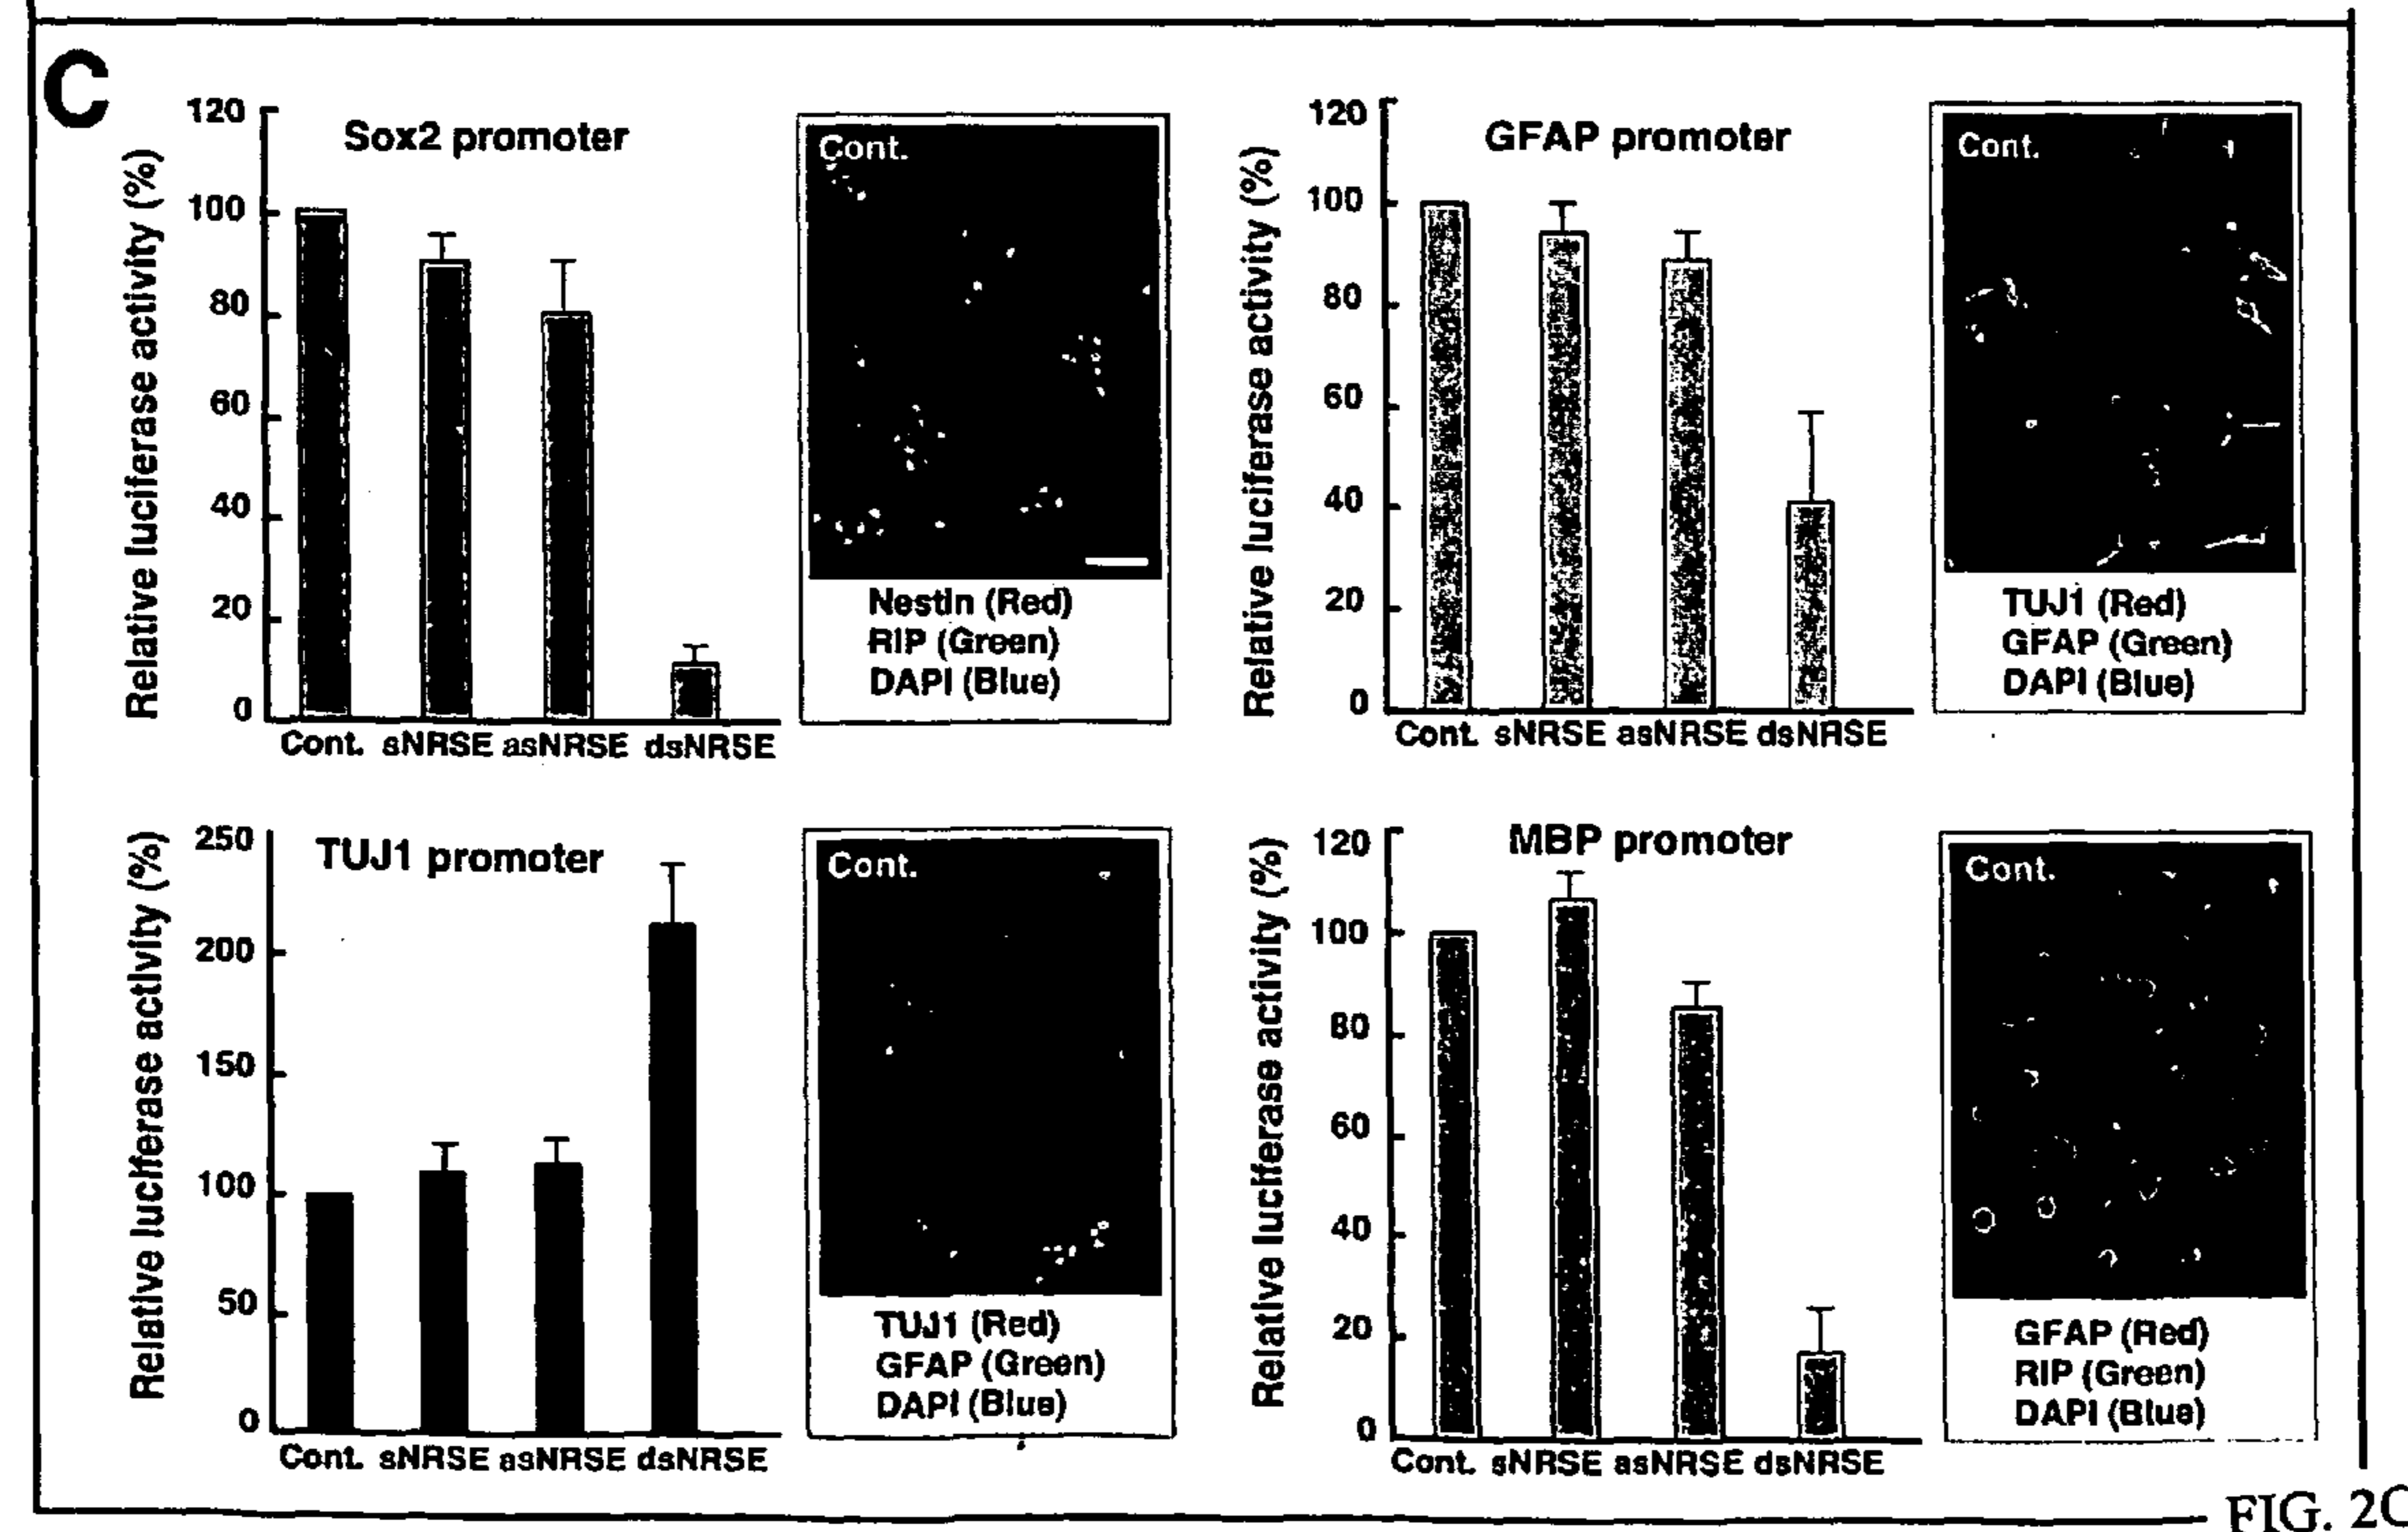 C
Sox2 promoter
Relative luciferase activity (%)
120
100
80
60
40
20
0
Cont. sNRSE asNRSE dsNRSE
Cont.
Nestin (Red)
RIP (Green)
DAPI (Blue)
GFAP promoter
Relative luciferase activity (%)
120
100
80
60
40
20
0
Cont. sNRSE asNRSE dsNRSE
Cont.
TUJ1 (Red)
GFAP (Green)
DAPI (Blue)
TUJ1 promoter
Relative luciferase activity (%)
250
200
150
100
50
0
Cont. sNRSE asNRSE dsNRSE
Cont.
TUJ1 (Red)
GFAP (Green)
DAPI (Blue)
MBP promoter
Relative luciferase activity (%)
120
100
80
60
40
20
0
Cont. sNRSE asNRSE dsNRSE
Cont.
GFAP (Red)
RIP (Green)
DAPI (Blue)
FIG. 2C